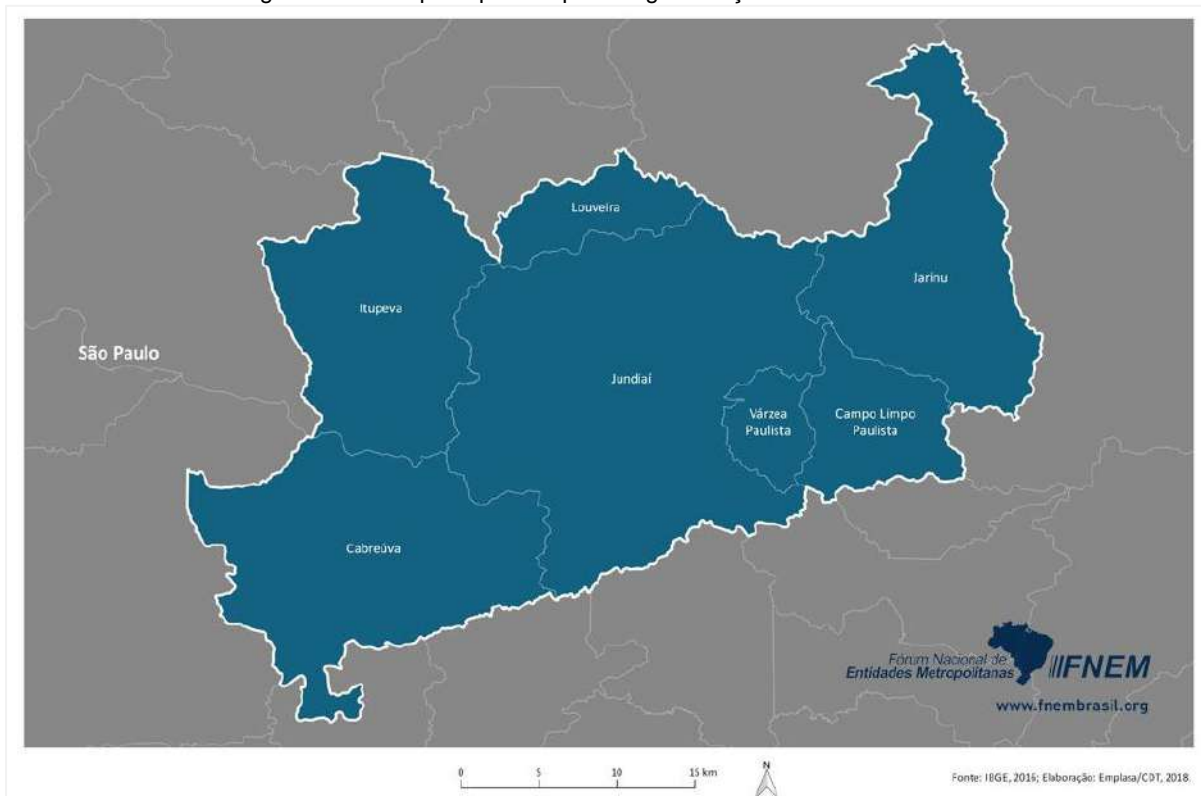 Louveira
Jarinu
Itupeva
São Paulo
Jundiaí
Várzea
Paulista
Campo Limpo
Paulista
Cabreúva
Fórum Nacional de
Entidades Metropolitanas
FNEM
www.fnembrasil.org
0 5 10 15 km
N
Fonte: IBGE, 2016; Elaboração: Emplasa/CDT, 2018.